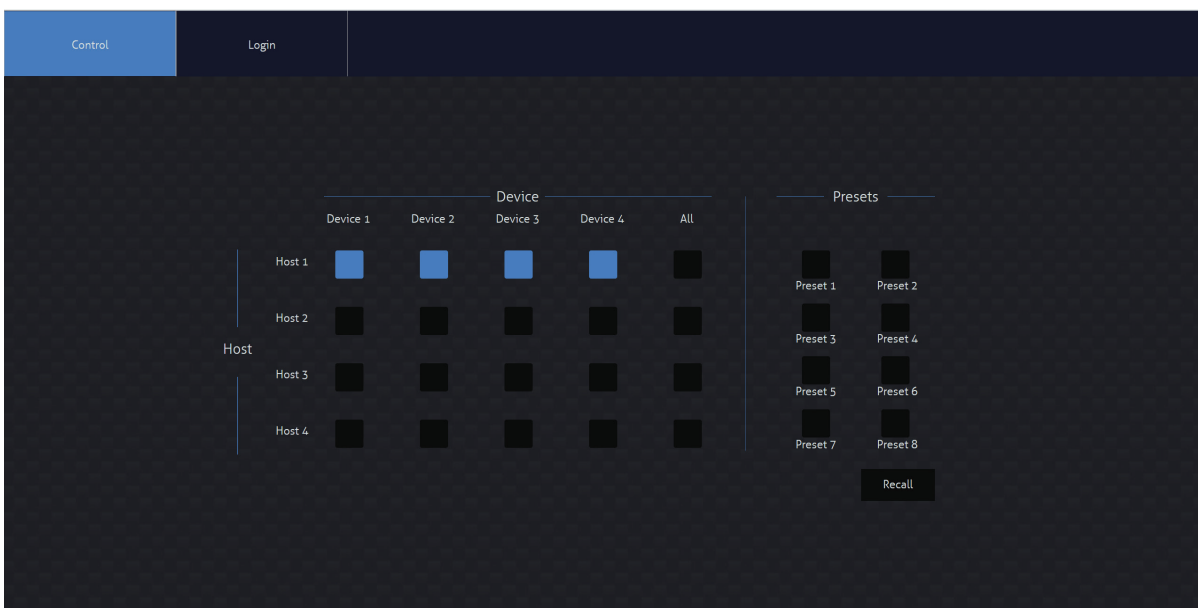 Control Login
Device Presets
Device 1 Device 2 Device 3 Device 4 All
Host 1
Preset 1 Preset 2
Host 2
Preset 3 Preset 4
Host
Host 3
Preset 5 Preset 6
Host 4
Preset 7 Preset 8
Recall